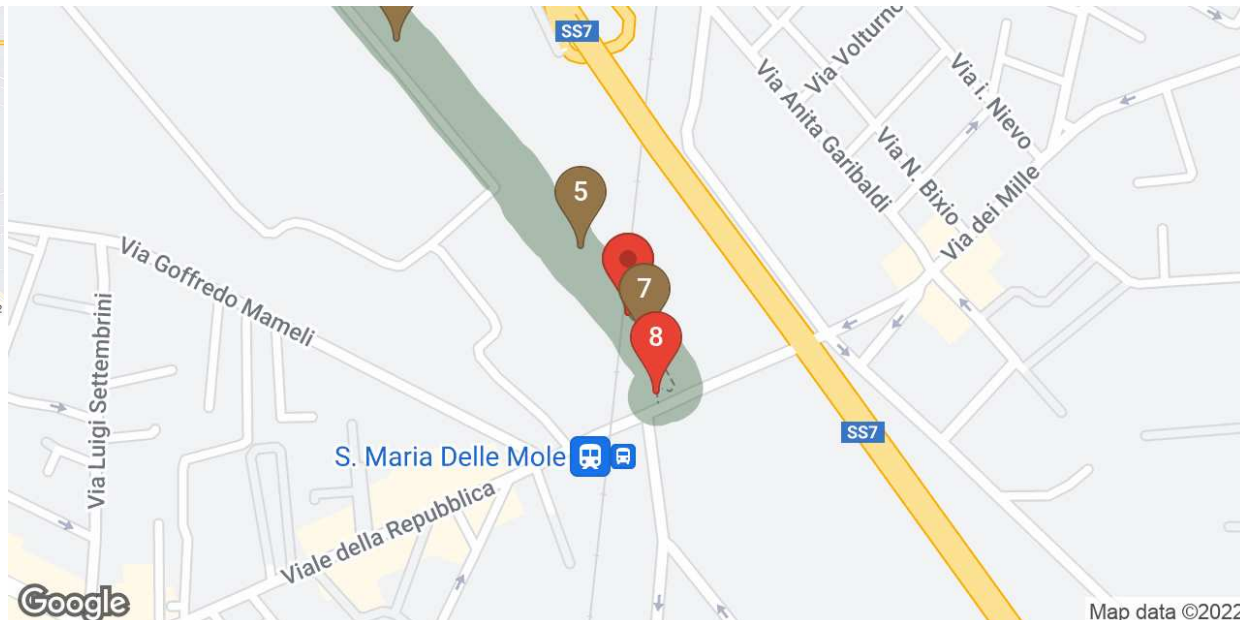 SS7
Via Volturno
Via i. Nievo
Via Anita Garibaldi
Via N. Bixio
Via dei Mille
5
7
8
Via Goffredo Mameli
Via Luigi Settembrini
SS7
S. Maria Delle Mole
Viale della Repubblica
Google
Map data ©2022